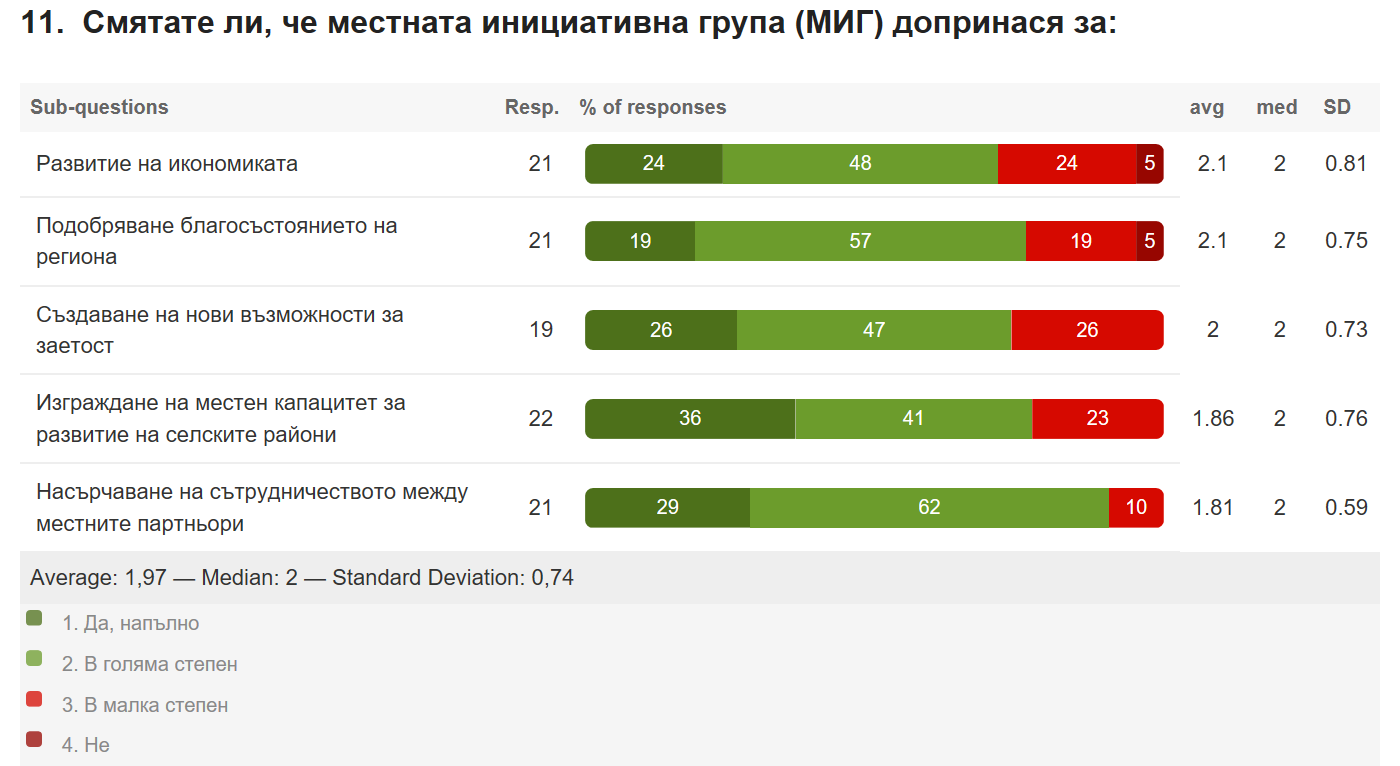 11. Смятате ли, че местната инициативна група (МИГ) допринася за:
Sub-questions Resp. % of responses avg med SD
Развитие на икономиката 21 24 48 24 5 2.1 2 0.81
Подобряване благосъстоянието на
региона 21 19 57 19 5 2.1 2 0.75
Създаване на нови възможности за
заетост 19 26 47 26 2 2 0.73
Изграждане на местен капацитет за
развитие на селските райони 22 36 41 23 1.86 2 0.76
Насърчаване на сътрудничеството между
местните партньори 21 29 62 10 1.81 2 0.59
Average: 1,97 — Median: 2 — Standard Deviation: 0,74
1. Да, напълно
2. В голяма степен
3. В малка степен
4. Не